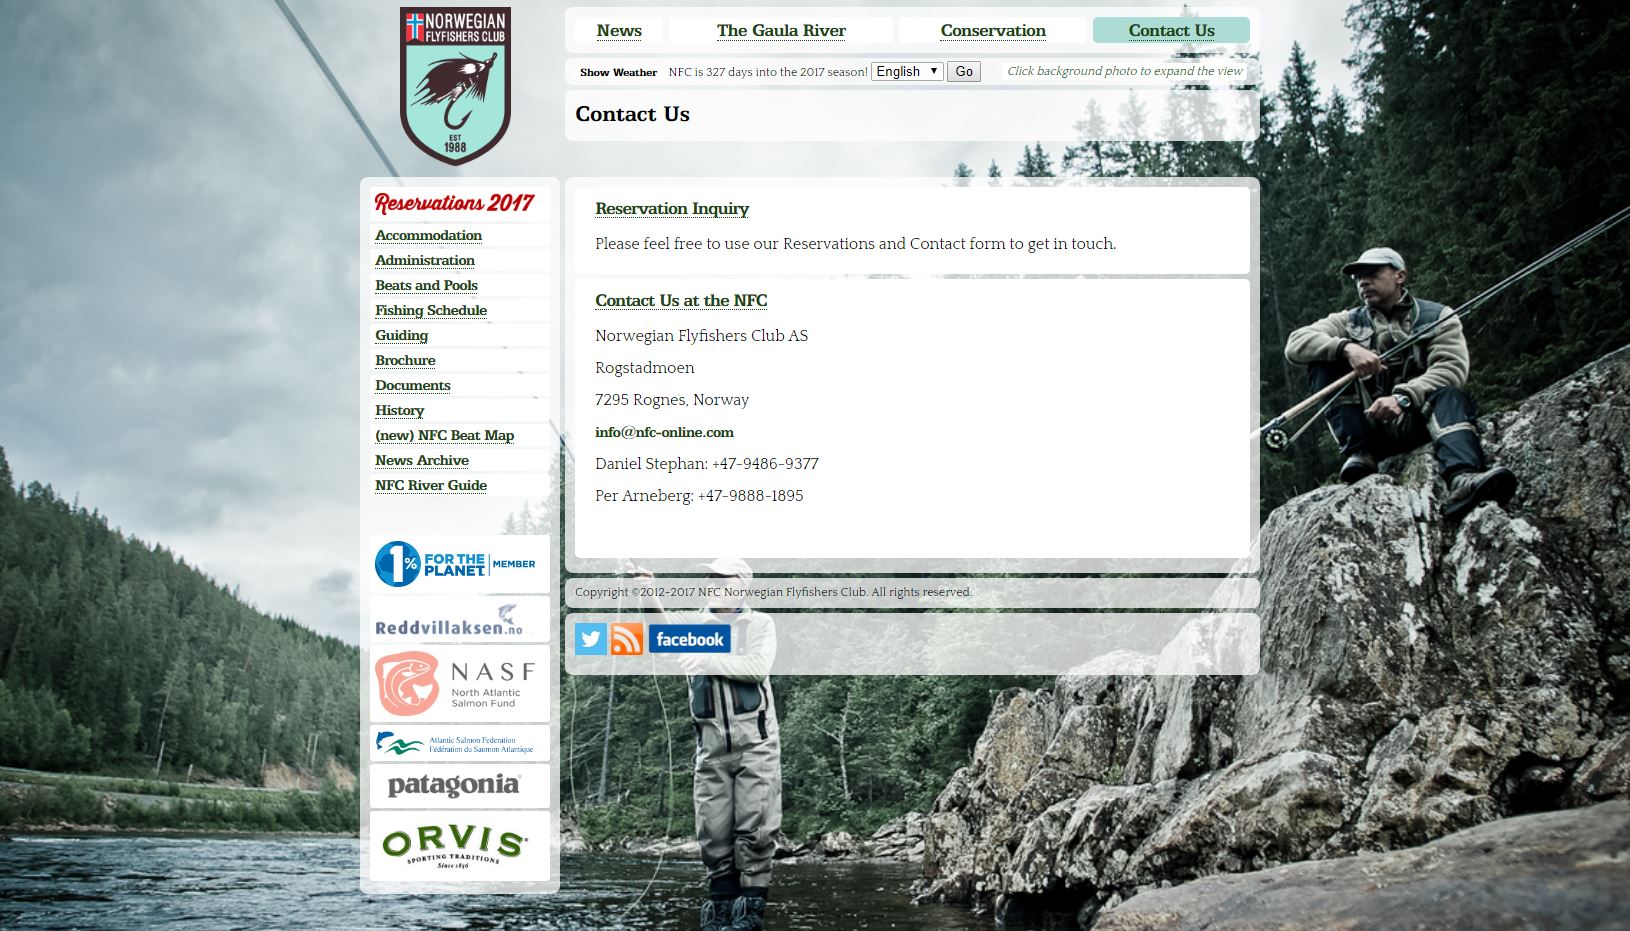 NORWEGIAN
FLYFISHERS CLUB
EST
1988
News
The Gaula River
Conservation
Contact Us
Show Weather
NFC is 327 days into the 2017 season!
English
Go
Click background photo to expand the view
Contact Us
Reservations 2017
Accommodation
Administration
Beats and Pools
Fishing Schedule
Guiding
Brochure
Documents
History
(new) NFC Beat Map
News Archive
NFC River Guide
1%
FOR THE
PLANET
MEMBER
Reddvillaksen.no
NASF
North Atlantic
Salmon Fund
Atlantic Salmon Federation
Fédération du Saumon Atlantique
patagonia
ORVIS
SPORTING TRADITIONS
Since 1856
Reservation Inquiry
Please feel free to use our Reservations and Contact form to get in touch.
Contact Us at the NFC
Norwegian Flyfishers Club AS
Rogstadmoen
7295 Rognes, Norway
info@nfc-online.com
Daniel Stephan: +47-9486-9377
Per Arneberg: +47-9888-1895
Copyright ©2012-2017 NFC Norwegian Flyfishers Club. All rights reserved.
facebook